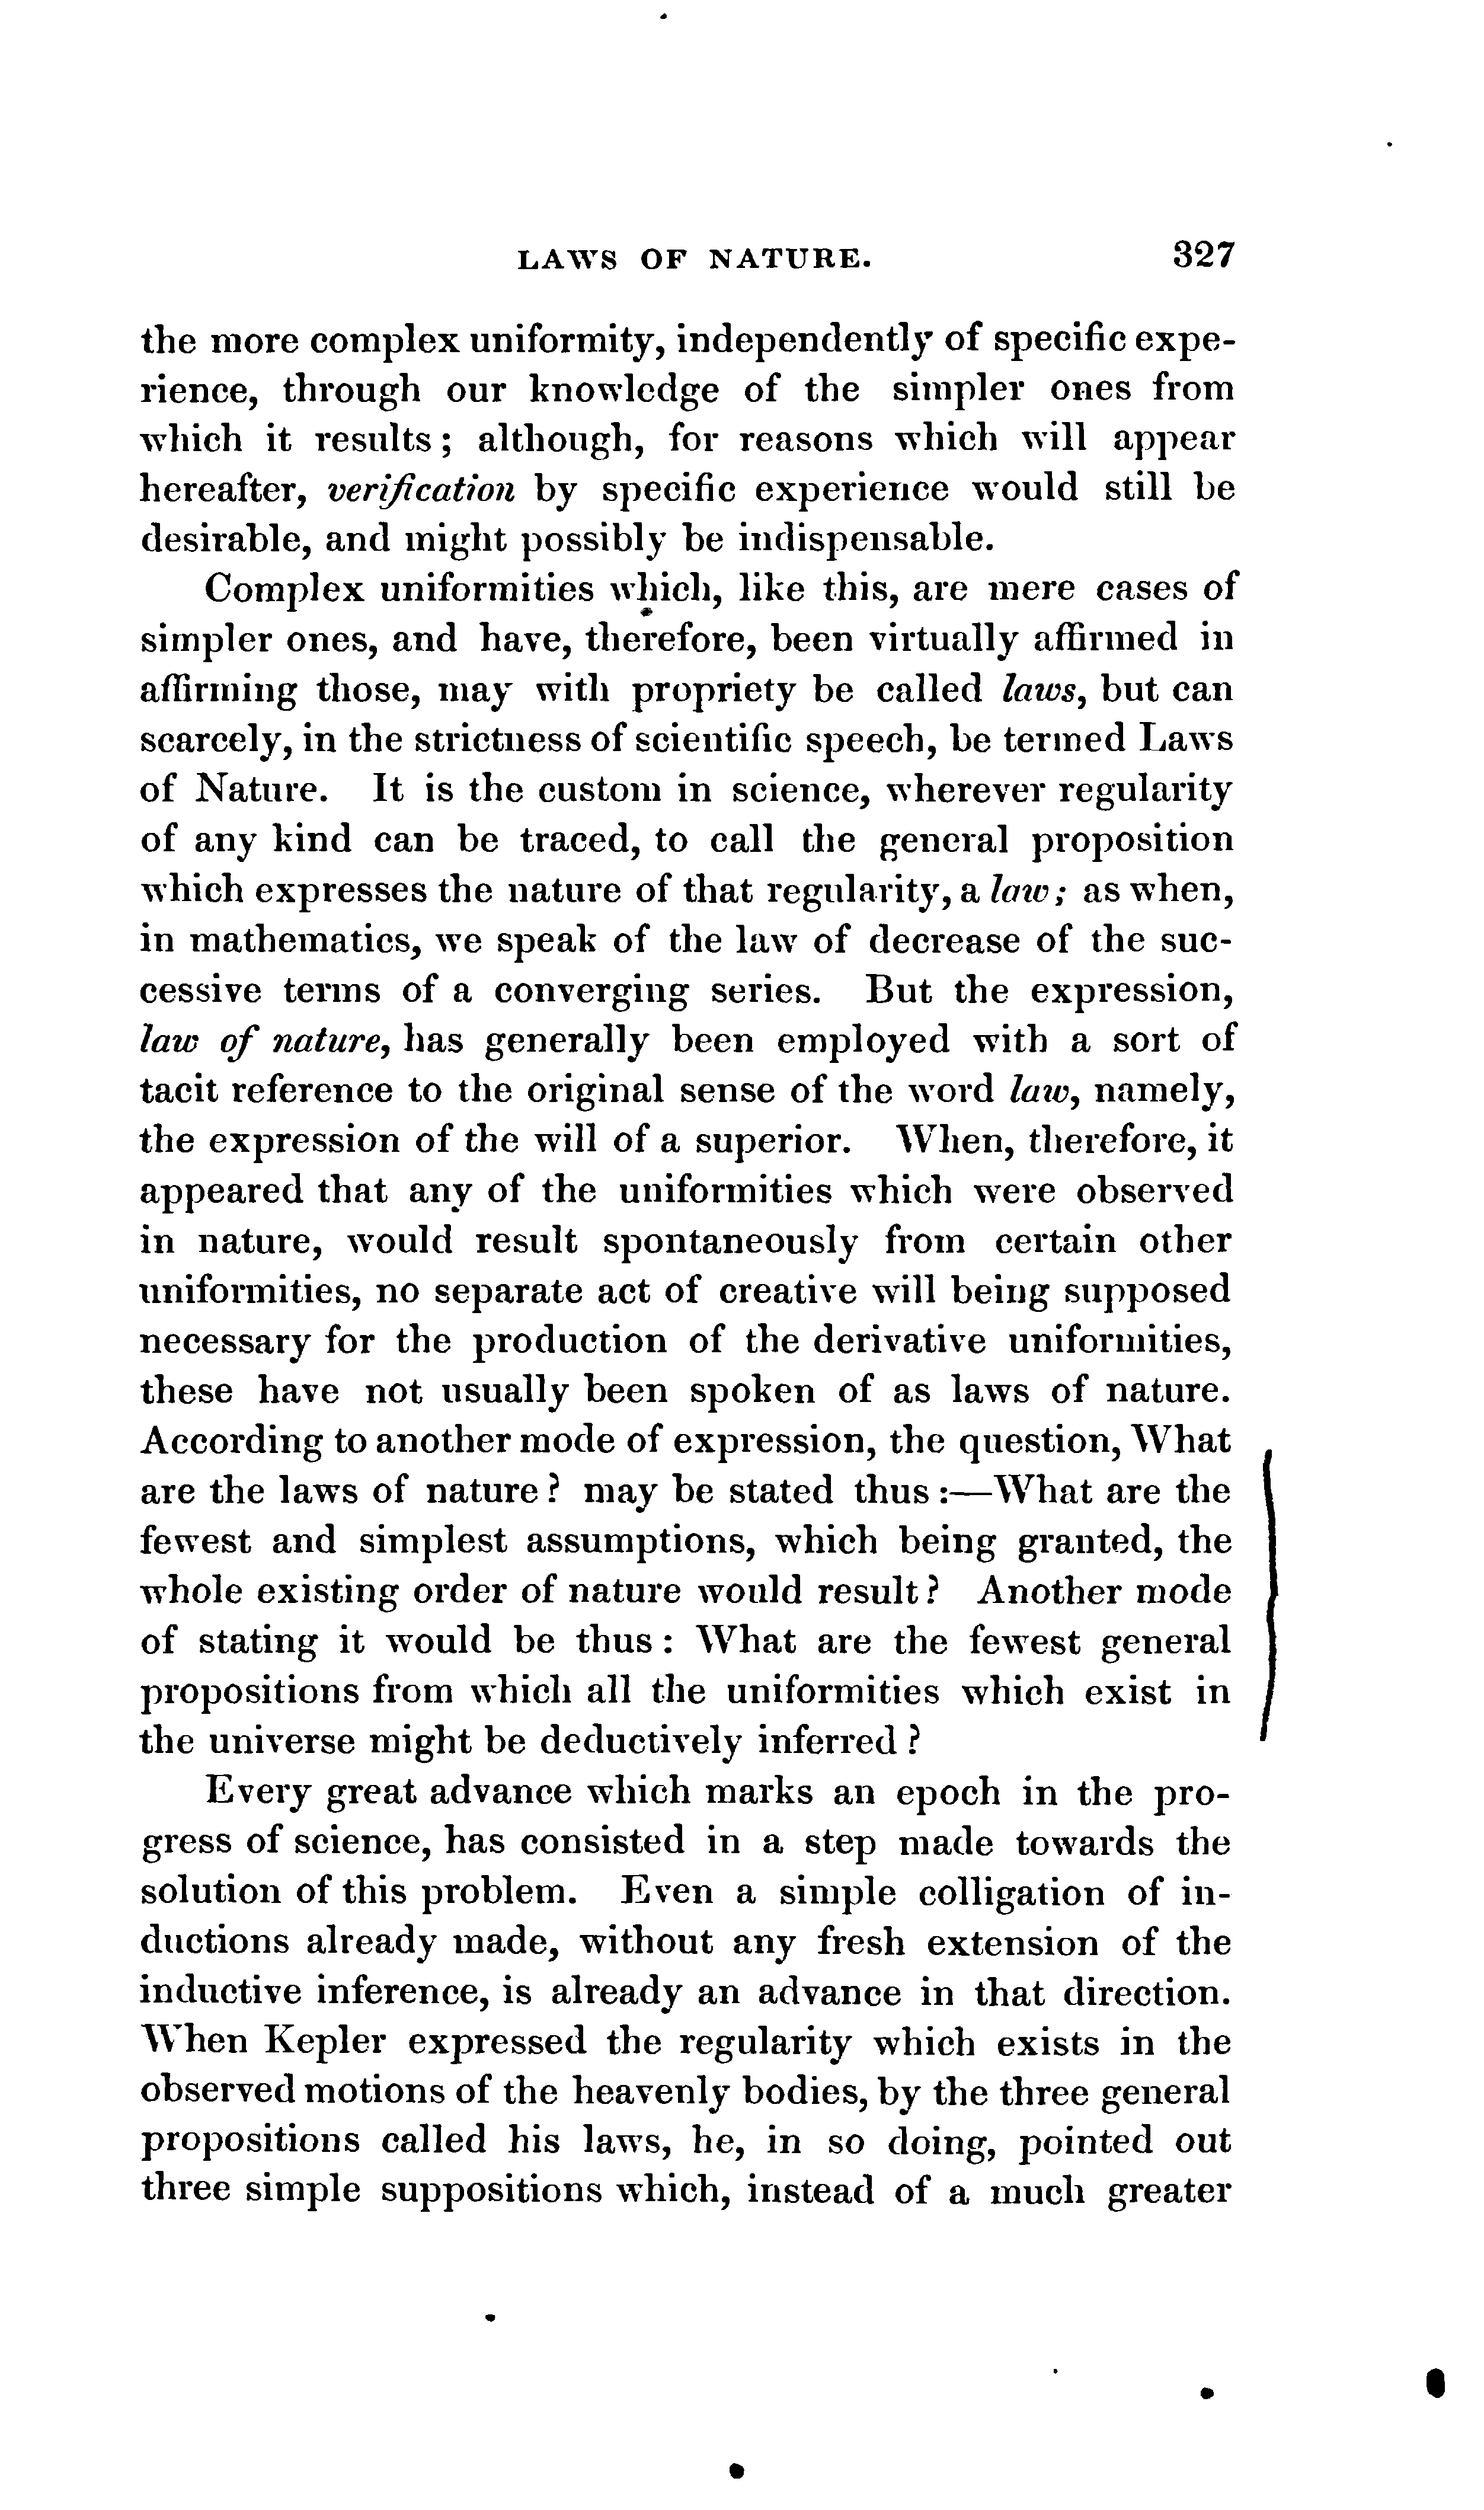 LAWS OF NATURE. 327
the more complex uniformity, independently of specific expe-
rience, through our knowledge of the simpler ones from
which it results; although, for reasons which will appear
hereafter, verification by specific experience would still be
desirable, and might possibly be indispensable.
Complex uniformities which, like this, are mere cases of
simpler ones, and have, therefore, been virtually affirmed in
affirming those, may with propriety be called laws, but can
scarcely, in the strictness of scientific speech, be termed Laws
of Nature. It is the custom in science, wherever regularity
of any kind can be traced, to call the general proposition
which expresses the nature of that regularity, a law; as when,
in mathematics, we speak of the law of decrease of the suc-
cessive terms of a converging series. But the expression,
law of nature, has generally been employed with a sort of
tacit reference to the original sense of the word law, namely,
the expression of the will of a superior. When, therefore, it
appeared that any of the uniformities which were observed
in nature, would result spontaneously from certain other
uniformities, no separate act of creative will being supposed
necessary for the production of the derivative uniformities,
these have not usually been spoken of as laws of nature.
According to another mode of expression, the question, What
are the laws of nature? may be stated thus:—What are the
fewest and simplest assumptions, which being granted, the
whole existing order of nature would result? Another mode
of stating it would be thus: What are the fewest general
propositions from which all the uniformities which exist in
the universe might be deductively inferred?
Every great advance which marks an epoch in the pro-
gress of science, has consisted in a step made towards the
solution of this problem. Even a simple colligation of in-
ductions already made, without any fresh extension of the
inductive inference, is already an advance in that direction.
When Kepler expressed the regularity which exists in the
observed motions of the heavenly bodies, by the three general
propositions called his laws, he, in so doing, pointed out
three simple suppositions which, instead of a much greater